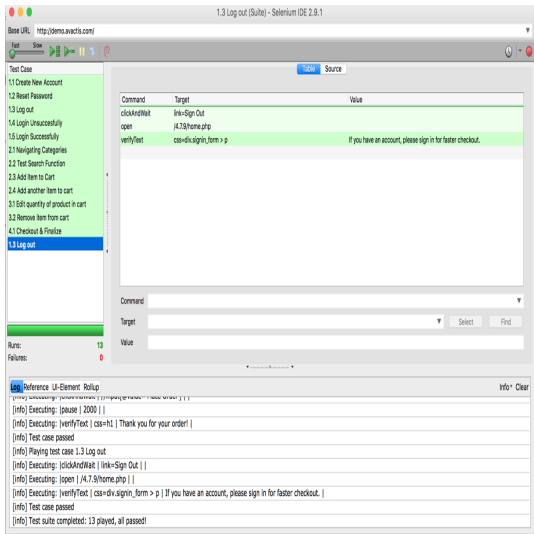 1.3 Log out (Suite) - Selenium IDE 2.9.1
Base URL http://demo.avactis.com/
Fast Slow
Test Case
1.1 Create New Account
1.2 Reset Password
1.3 Log out
1.4 Login Unsuccesfully
1.5 Login Successfully
2.1 Navigating Categories
2.2 Test Search Function
2.3 Add Item to Cart
2.4 Add another item to cart
3.1 Edit quantity of product in cart
3.2 Remove item from cart
4.1 Checkout & Finalize
1.3 Log out
Runs: 13
Failures: 0
Table Source
Command Target Value
clickAndWait link=Sign Out
open /4.7.9/home.php
verifyText css=div.signin_form > p If you have an account, please sign in for faster checkout.
Command
Target Select Find
Value
Log Reference UI-Element Rollup Info Clear
[info] Executing: |clickAndWait | //input[@value='Place Order'] | |
[info] Executing: |pause | 2000 | |
[info] Executing: |verifyText | css=h1 | Thank you for your order! |
[info] Test case passed
[info] Playing test case 1.3 Log out
[info] Executing: |clickAndWait | link=Sign Out | |
[info] Executing: |open | /4.7.9/home.php | |
[info] Executing: |verifyText | css=div.signin_form > p | If you have an account, please sign in for faster checkout. |
[info] Test case passed
[info] Test suite completed: 13 played, all passed!